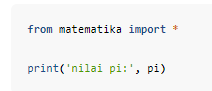 from matematika import *
print('nilai pi:', pi)